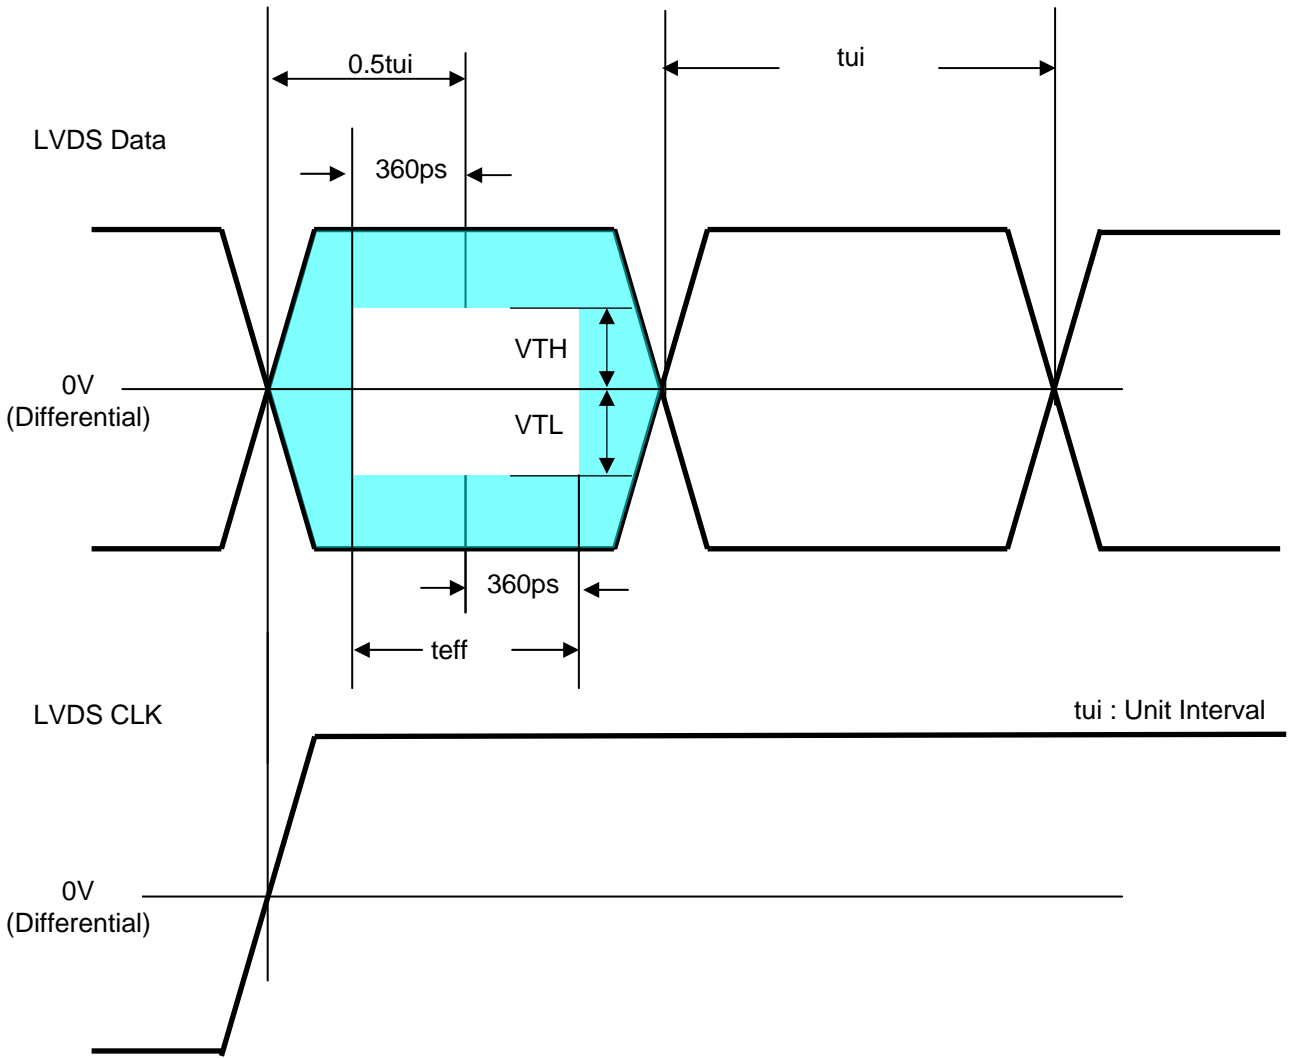 0.5tui
tui
LVDS Data
360ps
VTH
0V
(Differential)
VTL
360ps
teff
LVDS CLK
tui : Unit Interval
0V
(Differential)